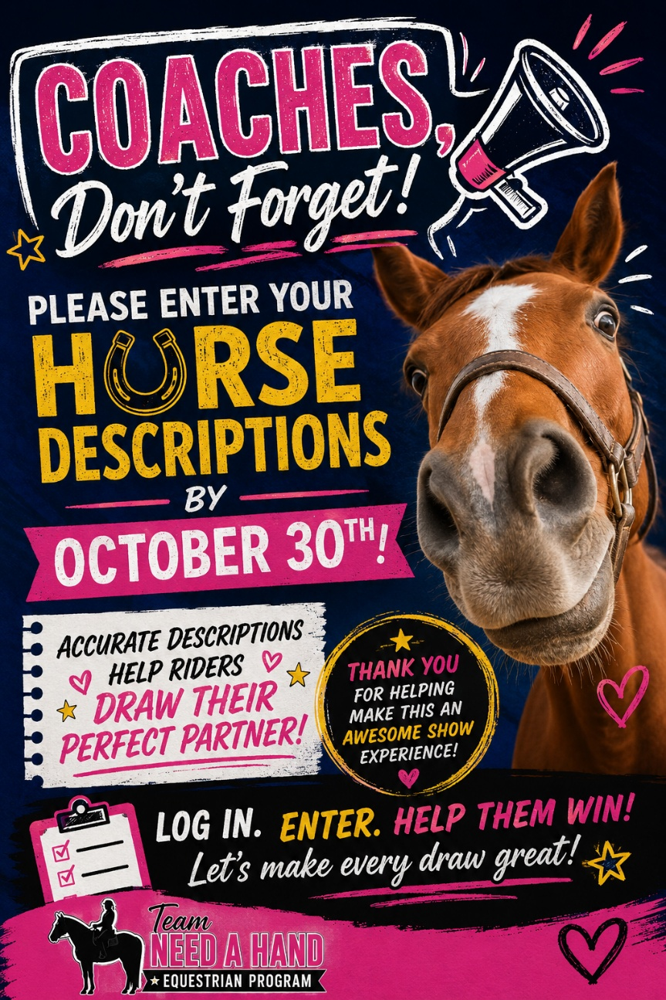 COACHES,
Don't Forget!
PLEASE ENTER YOUR
HORSE
DESCRIPTIONS
BY
OCTOBER 30TH!
ACCURATE DESCRIPTIONS
HELP RIDERS
DRAW THEIR
PERFECT PARTNER!
THANK YOU
FOR HELPING
MAKE THIS AN
AWESOME SHOW
EXPERIENCE!
LOG IN. ENTER. HELP THEM WIN!
Let's make every draw great!
Team
NEED A HAND
EQUESTRIAN PROGRAM